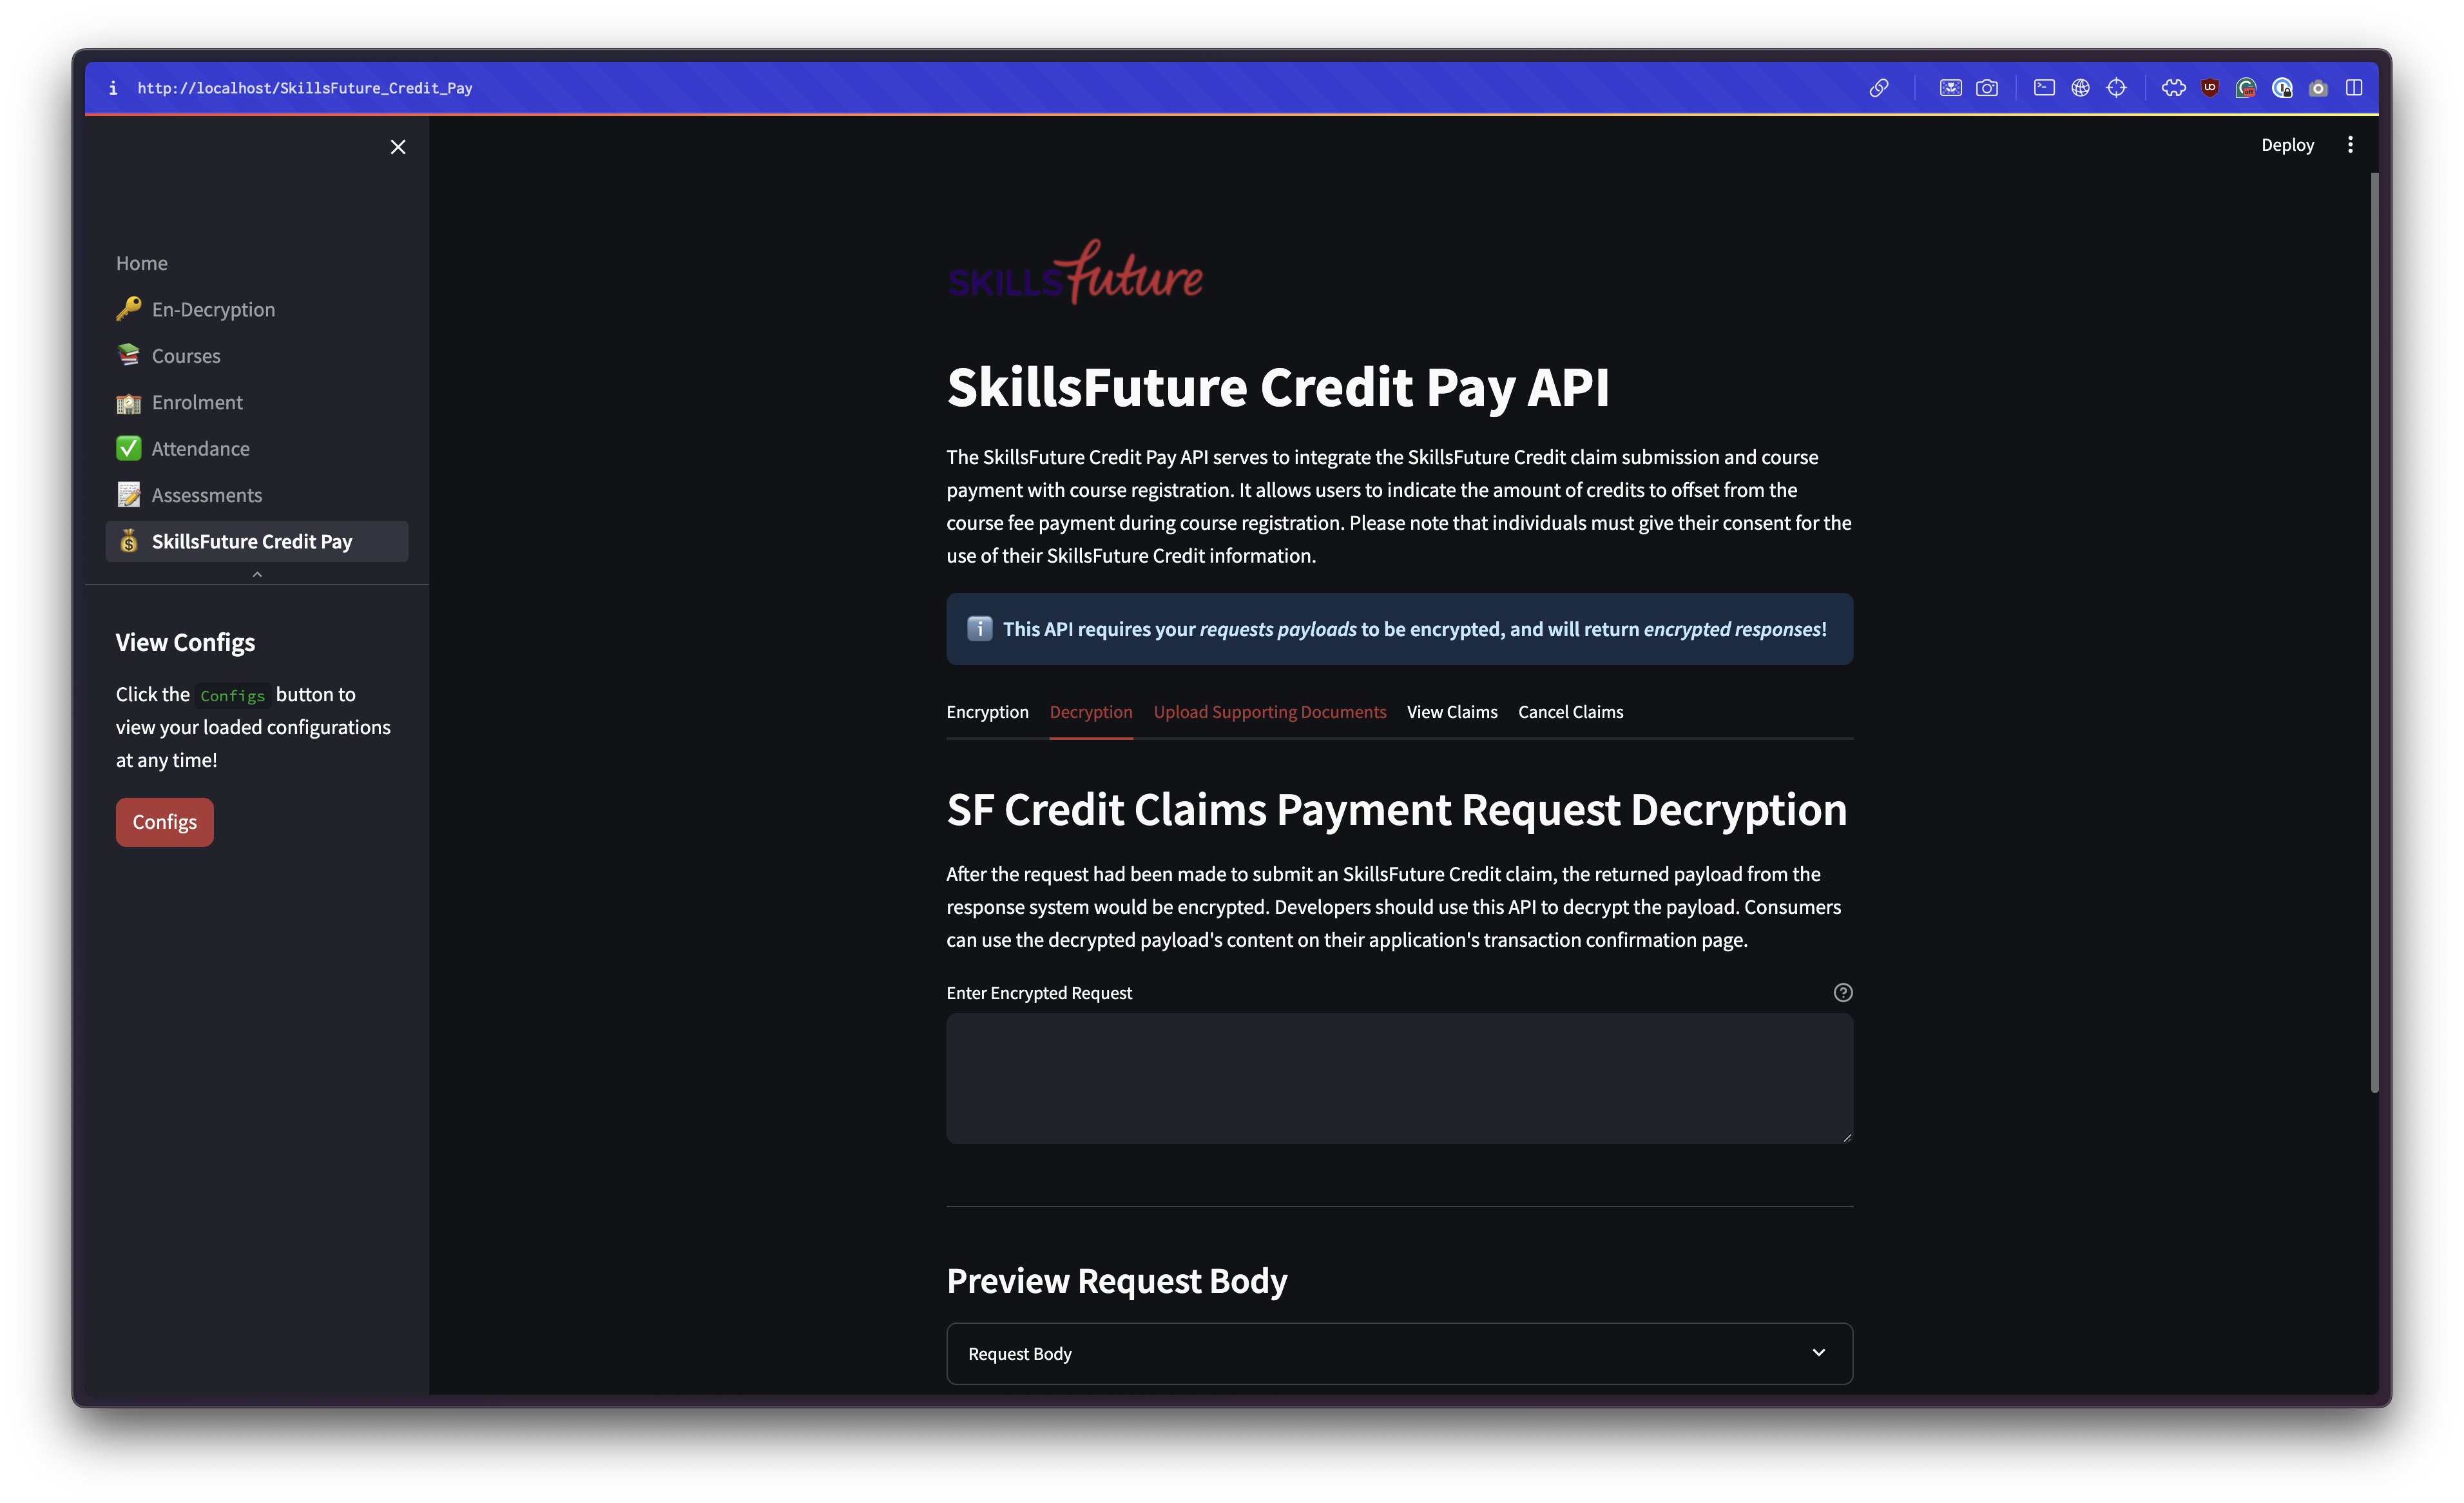 i http://localhost/SkillsFuture_Credit_Pay
Deploy
Home
En-Decryption
Courses
Enrolment
Attendance
Assessments
SkillsFuture Credit Pay
View Configs
Click the Configs button to
view your loaded configurations
at any time!
Configs
SKILLSfuture
SkillsFuture Credit Pay API
The SkillsFuture Credit Pay API serves to integrate the SkillsFuture Credit claim submission and course
payment with course registration. It allows users to indicate the amount of credits to offset from the
course fee payment during course registration. Please note that individuals must give their consent for the
use of their SkillsFuture Credit information.
This API requires your requests payloads to be encrypted, and will return encrypted responses!
Encryption Decryption Upload Supporting Documents View Claims Cancel Claims
SF Credit Claims Payment Request Decryption
After the request had been made to submit an SkillsFuture Credit claim, the returned payload from the
response system would be encrypted. Developers should use this API to decrypt the payload. Consumers
can use the decrypted payload's content on their application's transaction confirmation page.
Enter Encrypted Request
Preview Request Body
Request Body